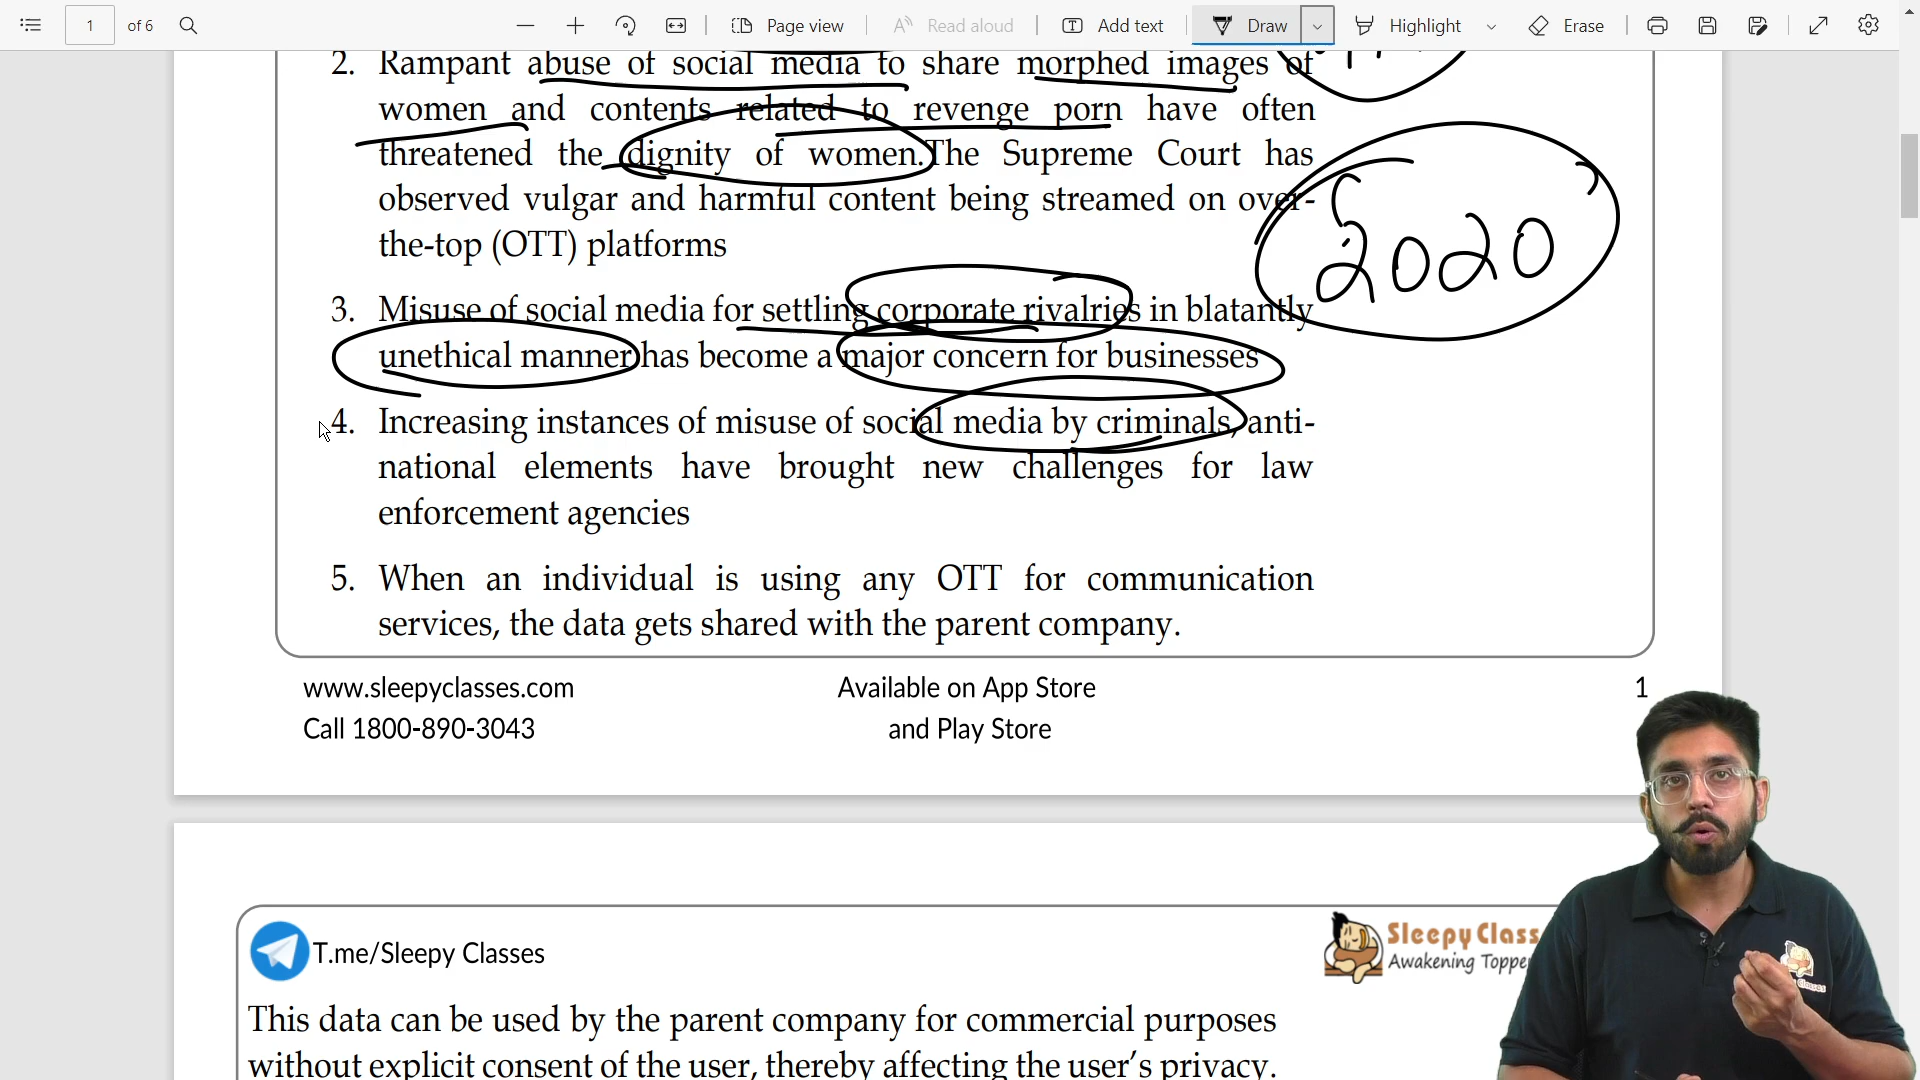 1
of 6
Page view
Read aloud
Add text
Draw
Highlight
Erase
2. Rampant abuse of social media to share morphed images of
women and contents related to revenge porn have often
threatened the dignity of women.The Supreme Court has
observed vulgar and harmful content being streamed on over-
the-top (OTT) platforms
2020
3. Misuse of social media for settling corporate rivalries in blatantly
unethical manner has become a major concern for businesses
4. Increasing instances of misuse of social media by criminals, anti-
national elements have brought new challenges for law
enforcement agencies
5. When an individual is using any OTT for communication
services, the data gets shared with the parent company.
www.sleepyclasses.com
Call 1800-890-3043
Available on App Store
and Play Store
1
T.me/Sleepy Classes
Sleepy Class
Awakening Toppe
This data can be used by the parent company for commercial purposes
without explicit consent of the user, thereby affecting the user's privacy.